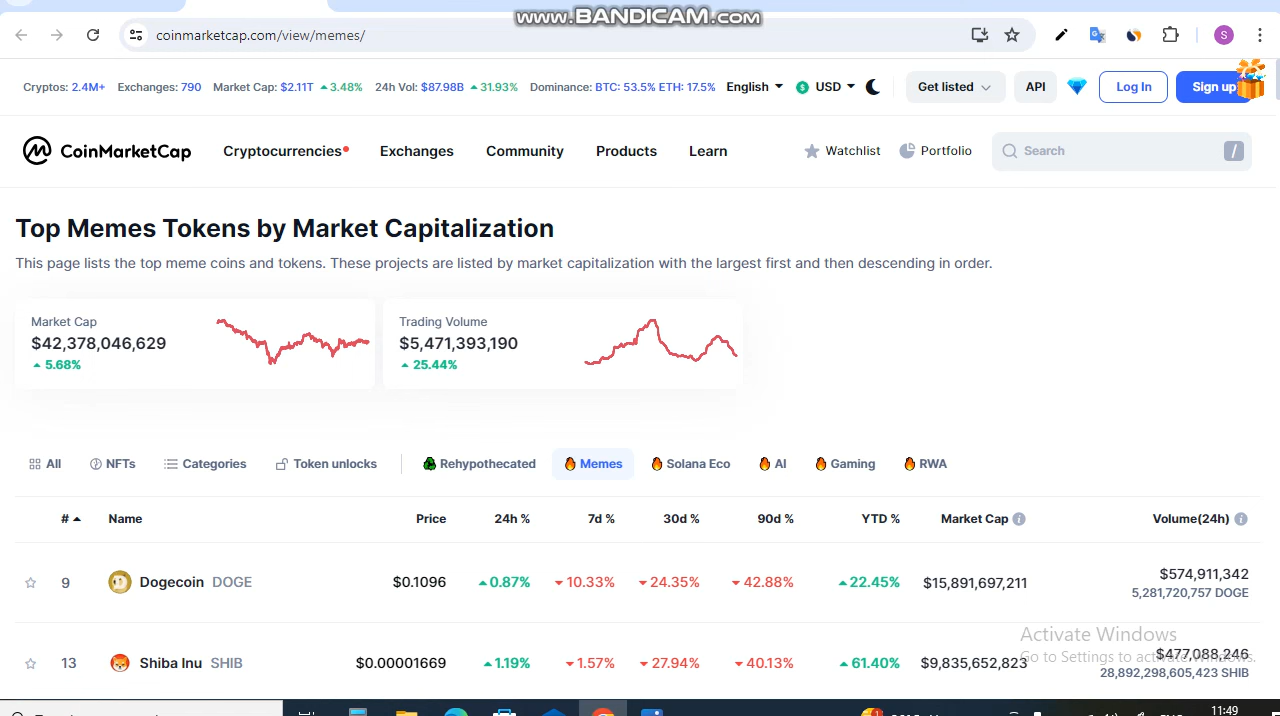 www.BANDICAM.com
coinmarketcap.com/view/memes/
S
Cryptos: 2.4M+ Exchanges: 790 Market Cap: $2.11T 3.48% 24h Vol: $87.98B 31.93% Dominance: BTC: 53.5% ETH: 17.5% English USD Get listed API Log In Sign up
CoinMarketCap Cryptocurrencies Exchanges Community Products Learn Watchlist Portfolio Search /
Top Memes Tokens by Market Capitalization
This page lists the top meme coins and tokens. These projects are listed by market capitalization with the largest first and then descending in order.
Market Cap
$42,378,046,629
5.68%
Trading Volume
$5,471,393,190
25.44%
All NFTs Categories Token unlocks Rehypothecated Memes Solana Eco AI Gaming RWA
# Name Price 24h % 7d % 30d % 90d % YTD % Market Cap Volume(24h)
9 Dogecoin DOGE $0.1096 0.87% 10.33% 24.35% 42.88% 22.45% $15,891,697,211 $574,911,342
5,281,720,757 DOGE
13 Shiba Inu SHIB $0.00001669 1.19% 1.57% 27.94% 40.13% 61.40% $9,835,652,823 $477,088,246
28,892,298,605,423 SHIB
Activate Windows
Go to Settings to activate Windows.
11:49